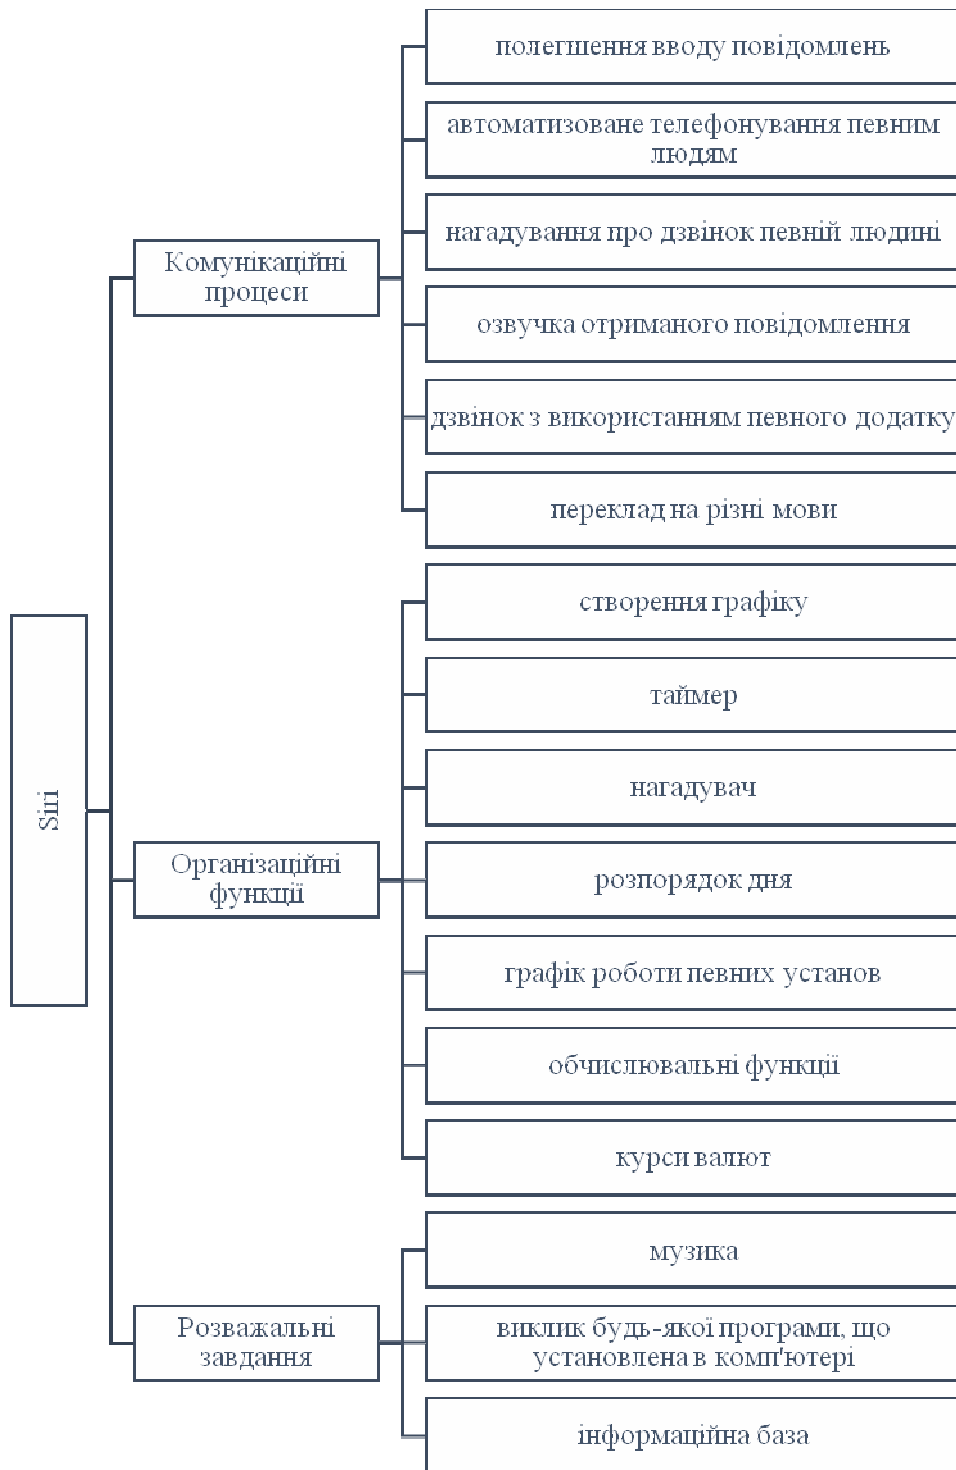 Siri
Комунікаційні
процеси
полегшення вводу повідомлень
автоматизоване телефонування певним
людям
нагадування про дзвінок певній людині
озвучка отриманого повідомлення
дзвінок з використанням певного додатку
переклад на різні мови
Організаційні
функції
створення графіку
таймер
нагадувач
розпорядок дня
графік роботи певних установ
обчислювальні функції
курси валют
Розважальні
завдання
музика
виклик будь-якої програми, що
установлена в комп'ютері
інформаційна база